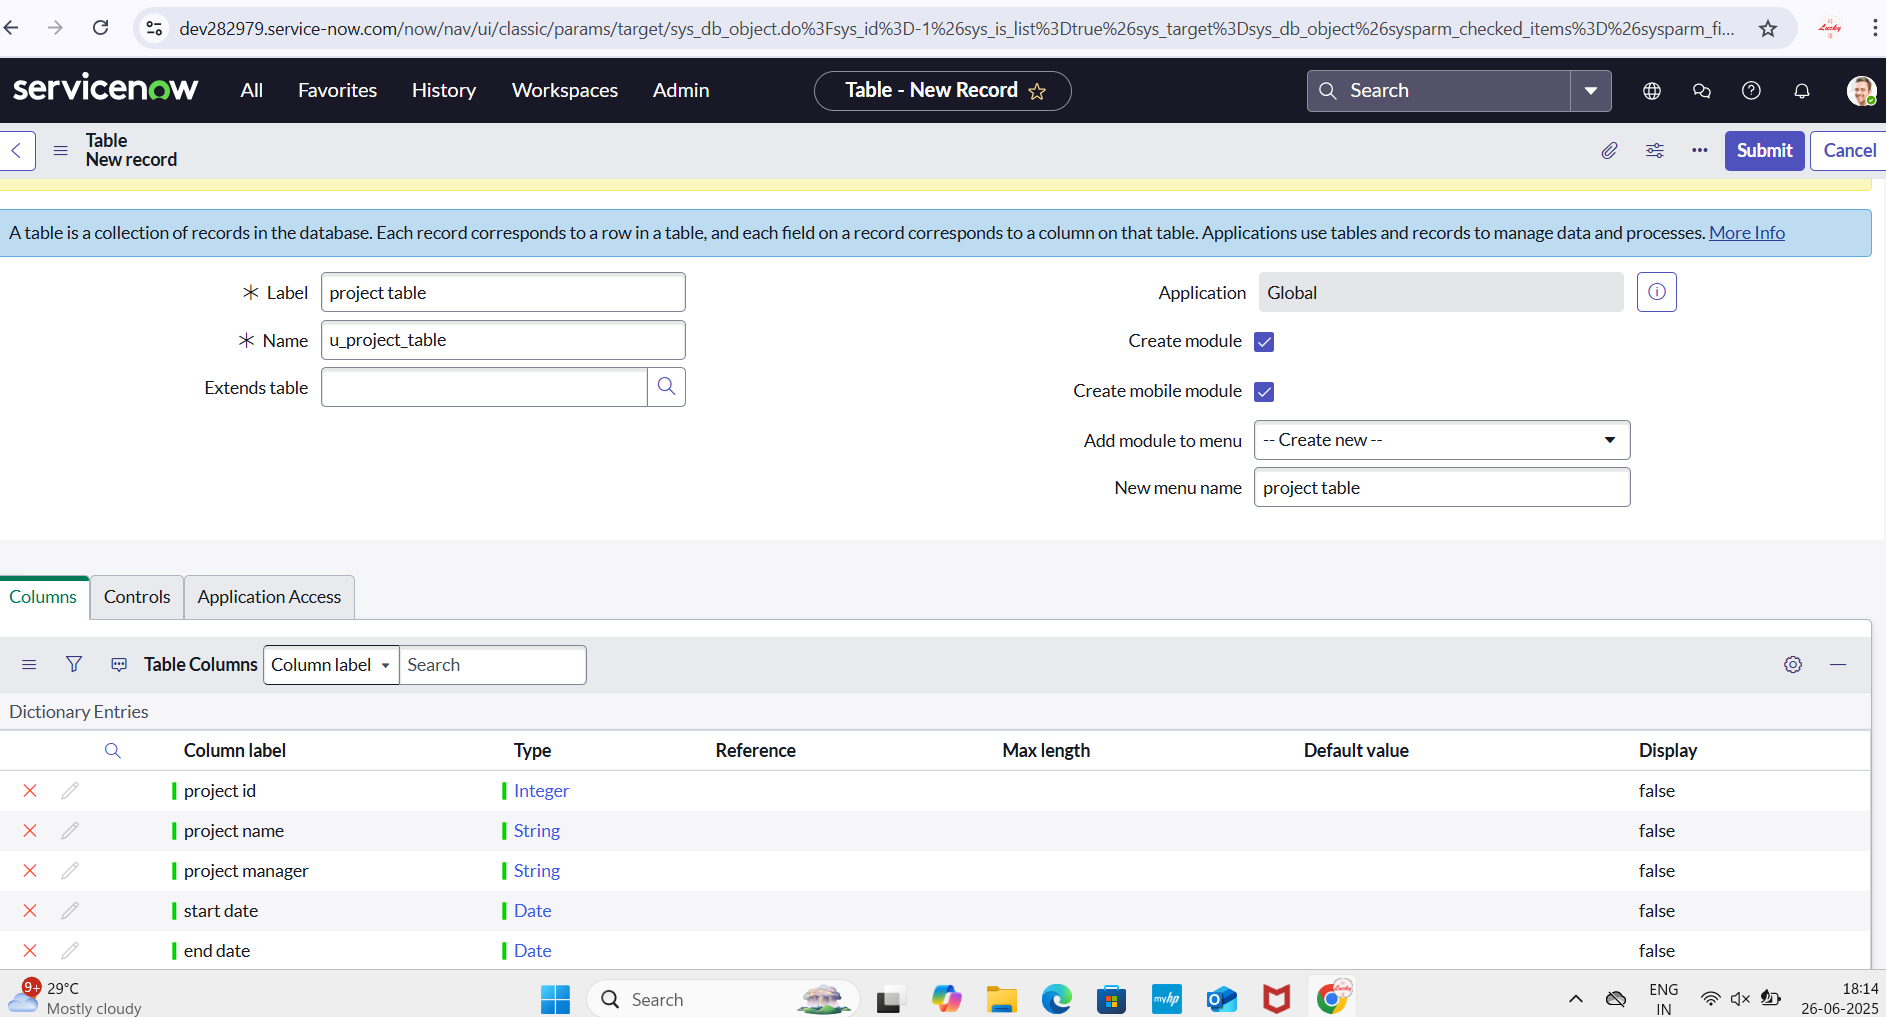 dev282979.service-now.com/now/nav/ui/classic/params/target/sys_db_object.do%3Fsys_id%3D-1%26sys_is_list%3Dtrue%26sys_target%3Dsys_db_object%26sysparm_checked_items%3D%26sysparm_fi...
Lucky
servicenow All Favorites History Workspaces Admin Table - New Record Search
Table
New record
Submit Cancel
A table is a collection of records in the database. Each record corresponds to a row in a table, and each field on a record corresponds to a column on that table. Applications use tables and records to manage data and processes. More Info
Label project table Application Global
Name u_project_table Create module
Extends table Create mobile module
Add module to menu -- Create new --
New menu name project table
Columns Controls Application Access
Table Columns Column label Search
Dictionary Entries
Column label Type Reference Max length Default value Display
project id Integer false
project name String false
project manager String false
start date Date false
end date Date false
9+ 29°C
Mostly cloudy
Search
myhp
ENG
IN
18:14
26-06-2025